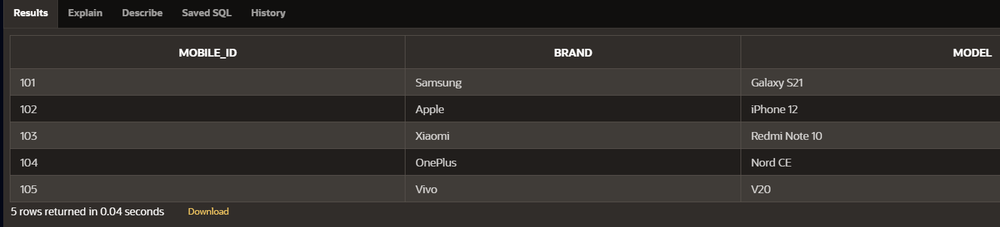 Results Explain Describe Saved SQL History
MOBILE_ID BRAND MODEL
101 Samsung Galaxy S21
102 Apple iPhone 12
103 Xiaomi Redmi Note 10
104 OnePlus Nord CE
105 Vivo V20
5 rows returned in 0.04 seconds Download